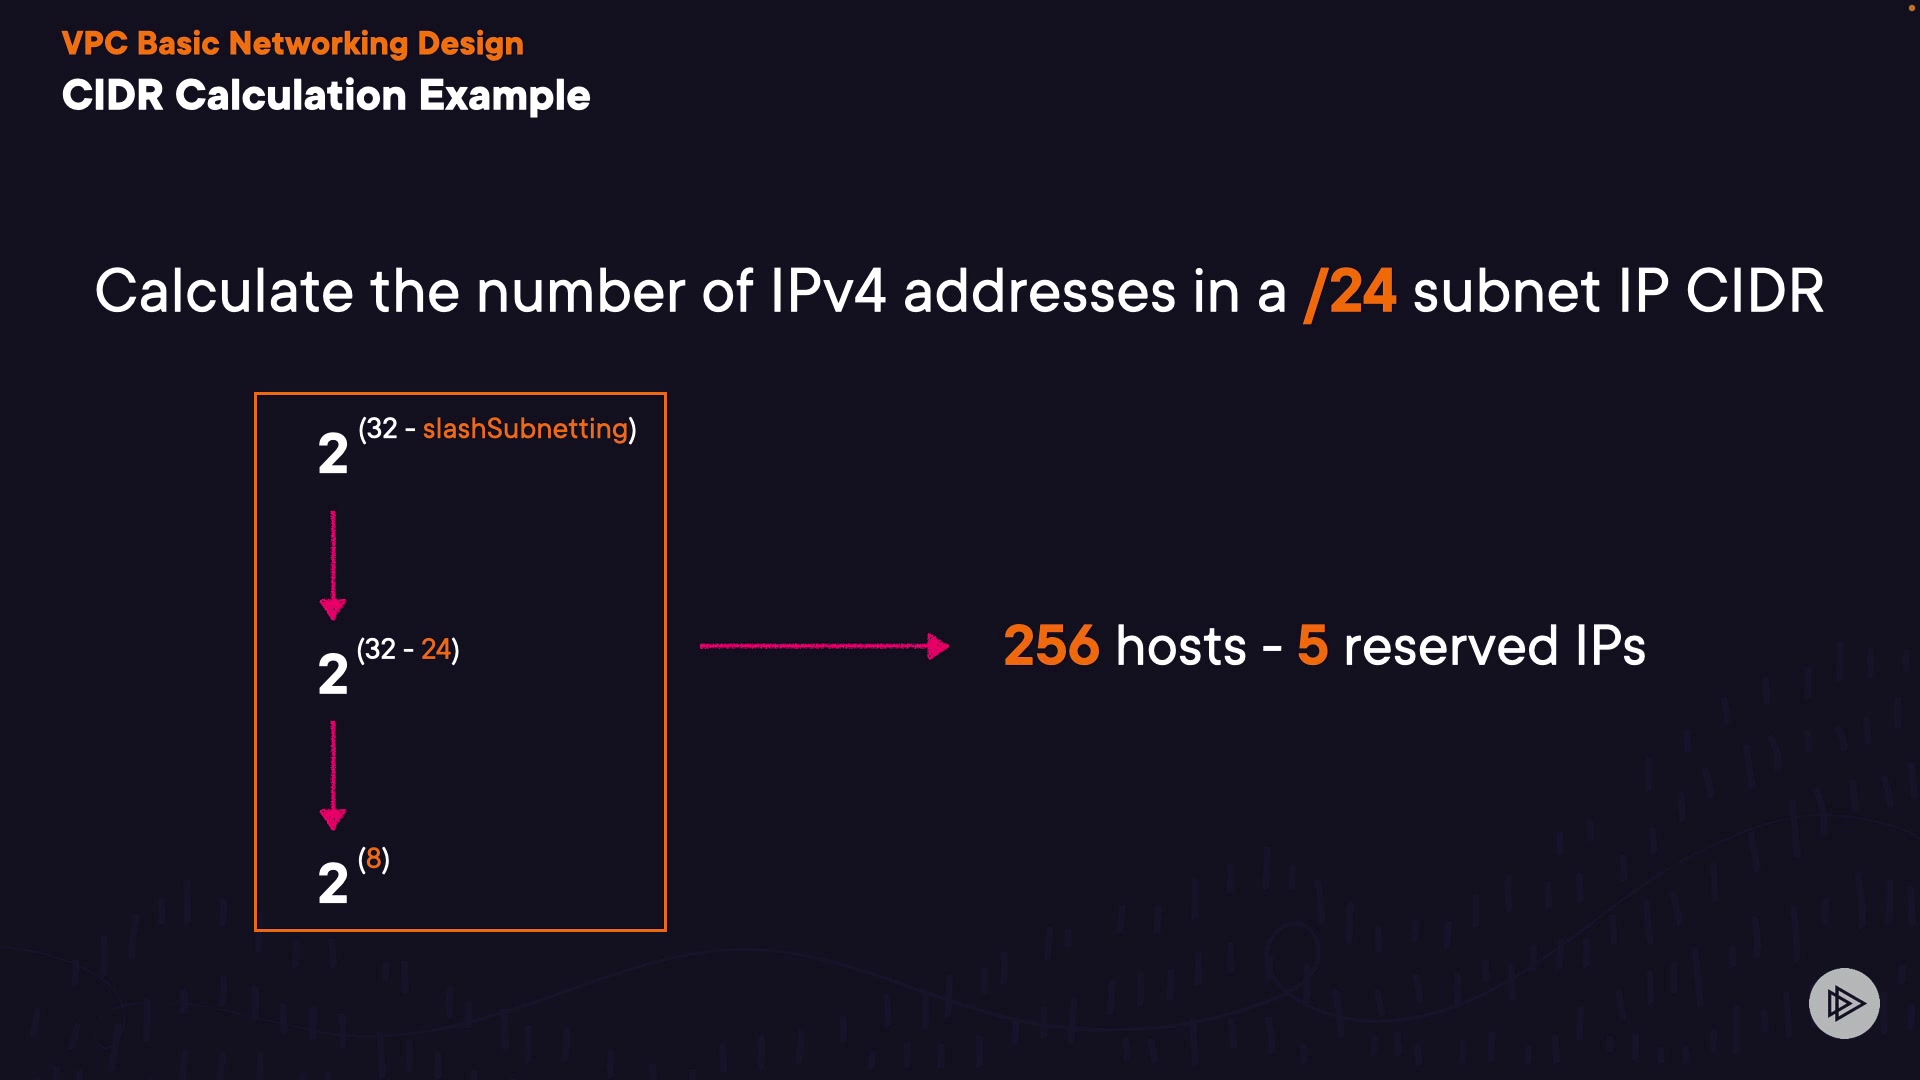 VPC Basic Networking Design
CIDR Calculation Example
Calculate the number of IPv4 addresses in a /24 subnet IP CIDR
2^(32 - slashSubnetting)
2^(32 - 24)
256 hosts - 5 reserved IPs
2^(8)